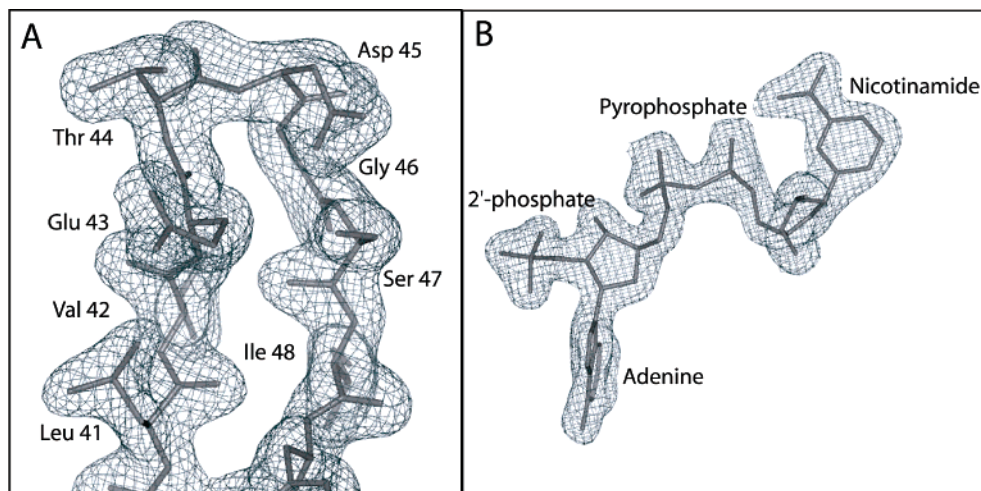 A
Asp 45
Thr 44
Gly 46
Glu 43
Ser 47
Val 42
Ile 48
Leu 41
B
Nicotinamide
Pyrophosphate
2'-phosphate
Adenine